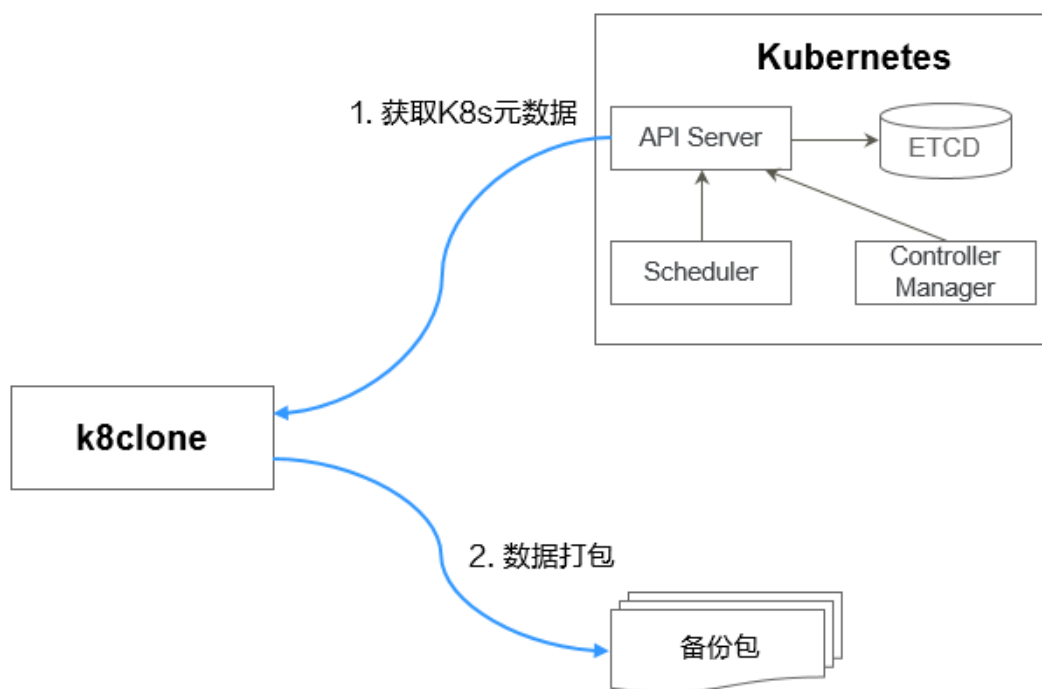 Kubernetes
1. 获取K8s元数据
API Server
ETCD
Scheduler
Controller
Manager
k8clone
2. 数据打包
备份包